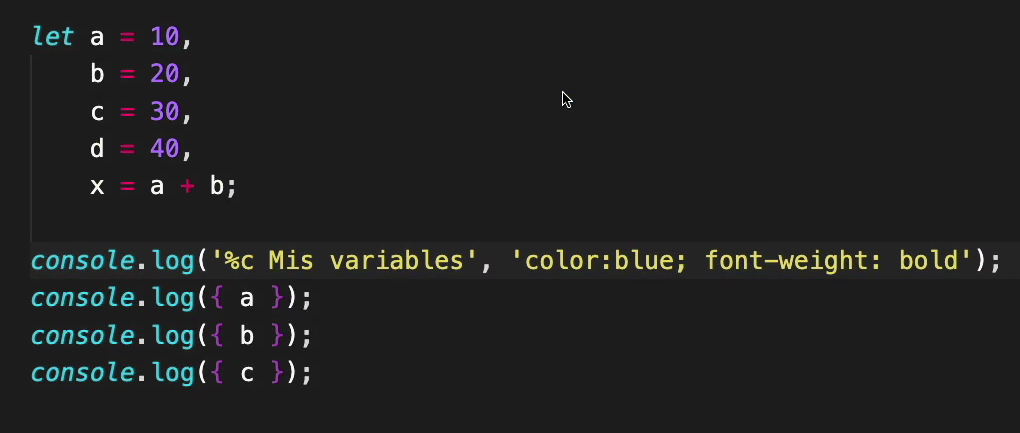 let a = 10,
    b = 20,
    c = 30,
    d = 40,
    x = a + b;
console.log('%c Mis variables', 'color:blue; font-weight: bold');
console.log({ a });
console.log({ b });
console.log({ c });